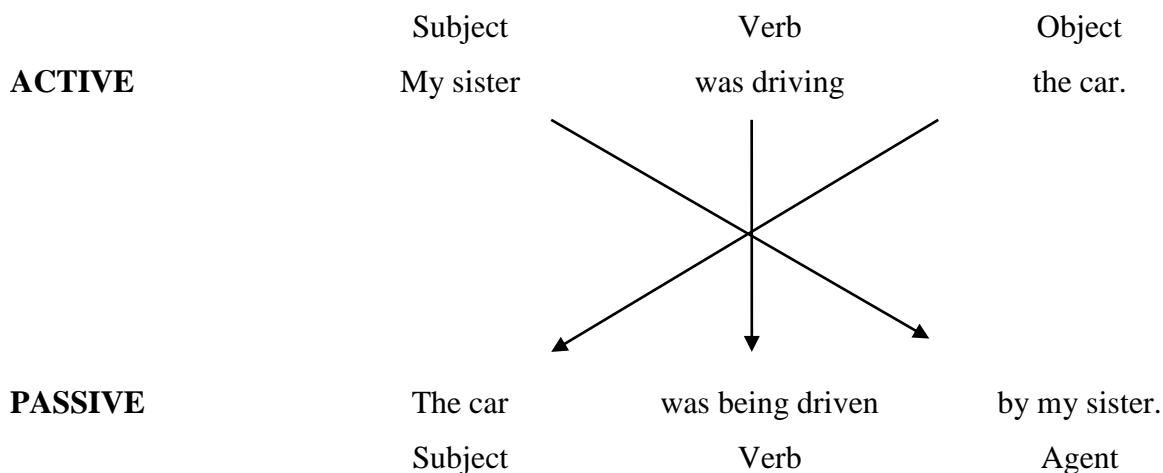 Subject Verb Object
ACTIVE My sister was driving the car.
PASSIVE The car was being driven by my sister.
Subject Verb Agent